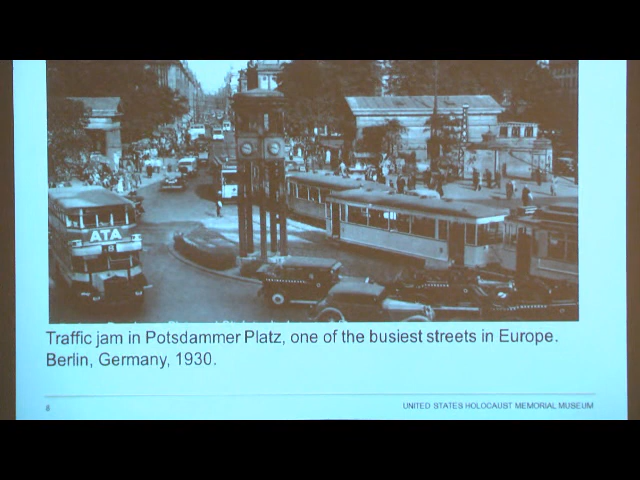 ATA
Traffic jam in Potsdammer Platz, one of the busiest streets in Europe.
Berlin, Germany, 1930.
8
UNITED STATES HOLOCAUST MEMORIAL MUSEUM